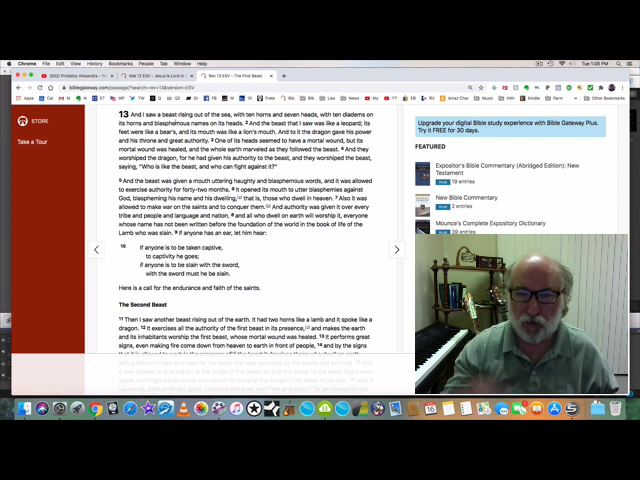 Chrome File Edit View History Bookmarks People Tab Window Help
Tue 1:08 PM
Rev 13 ESV – The First Beast –
biblegateway.com/passage/?search=rev+13&version=ESV
Other Bookmarks
STORE
Take a Tour
13 And I saw a beast rising out of the sea, with ten horns and seven heads, with ten diadems on
its horns and blasphemous names on its heads. 2 And the beast that I saw was like a leopard; its
feet were like a bear's, and its mouth was like a lion's mouth. And to it the dragon gave his power
and his throne and great authority. 3 One of its heads seemed to have a mortal wound, but its
mortal wound was healed, and the whole earth marveled as they followed the beast. 4 And they
worshiped the dragon, for he had given his authority to the beast, and they worshiped the beast,
saying, "Who is like the beast, and who can fight against it?"
5 And the beast was given a mouth uttering haughty and blasphemous words, and it was allowed
to exercise authority for forty-two months. 6 It opened its mouth to utter blasphemies against
God, blaspheming his name and his dwelling, that is, those who dwell in heaven. 7 Also it was
allowed to make war on the saints and to conquer them. And authority was given it over every
tribe and people and language and nation, 8 and all who dwell on earth will worship it, everyone
whose name has not been written before the foundation of the world in the book of life of the
Lamb who was slain. 9 If anyone has an ear, let him hear:
10 If anyone is to be taken captive,
to captivity he goes;
if anyone is to be slain with the sword,
with the sword must he be slain.
Here is a call for the endurance and faith of the saints.
The Second Beast
11 Then I saw another beast rising out of the earth. It had two horns like a lamb and it spoke like a
dragon. 12 It exercises all the authority of the first beast in its presence, and makes the earth
and its inhabitants worship the first beast, whose mortal wound was healed. 13 It performs great
signs, even making fire come down from heaven to earth in front of people, 14 and by the signs
Upgrade your digital Bible study experience with Bible Gateway Plus.
Try it FREE for 30 days.
FEATURED
Expositor's Bible Commentary (Abridged Edition): New
Testament
PLUS 19 entries
New Bible Commentary
PLUS 2 entries
Mounce's Complete Expository Dictionary
PLUS 39 entries